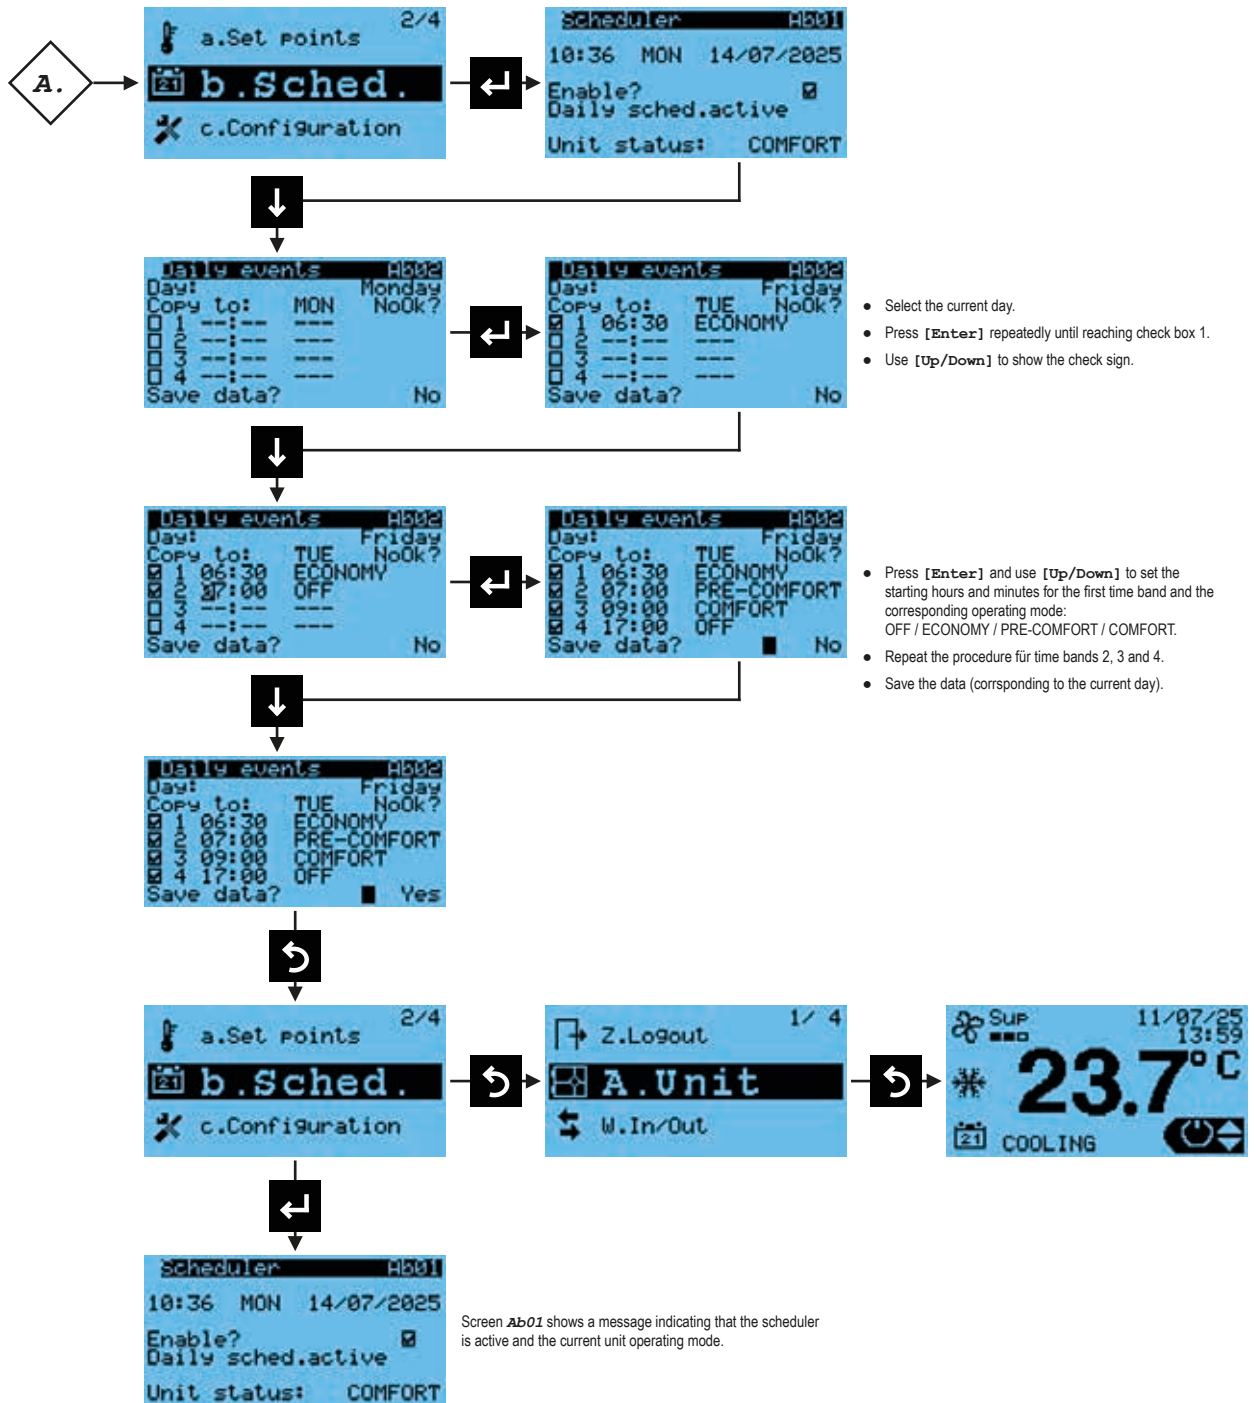 A.
2/4
a.Set points
b.Sched.
c.Configuration
Scheduler Ab01
10:36 MON 14/07/2025
Enable?
Daily sched.active
Unit status: COMFORT
Daily events Ab02
Day: Monday
Copy to: MON NoOk?
1 --:-- ---
2 --:-- ---
3 --:-- ---
4 --:-- ---
Save data? No
Daily events Ab02
Day: Friday
Copy to: TUE NoOk?
1 06:30 ECONOMY
2 --:-- ---
3 --:-- ---
4 --:-- ---
Save data? No
● Select the current day.
● Press [Enter] repeatedly until reaching check box 1.
● Use [Up/Down] to show the check sign.
Daily events Ab02
Day: Friday
Copy to: TUE NoOk?
1 06:30 ECONOMY
2 07:00 OFF
3 --:-- ---
4 --:-- ---
Save data? No
Daily events Ab02
Day: Friday
Copy to: TUE NoOk?
1 06:30 ECONOMY
2 07:00 PRE-COMFORT
3 09:00 COMFORT
4 17:00 OFF
Save data? No
● Press [Enter] and use [Up/Down] to set the
starting hours and minutes for the first time band and the
corresponding operating mode:
OFF / ECONOMY / PRE-COMFORT / COMFORT.
● Repeat the procedure für time bands 2, 3 and 4.
● Save the data (corrsponding to the current day).
Daily events Ab02
Day: Friday
Copy to: TUE NoOk?
1 06:30 ECONOMY
2 07:00 PRE-COMFORT
3 09:00 COMFORT
4 17:00 OFF
Save data? Yes
2/4
a.Set points
b.Sched.
c.Configuration
1/ 4
Z.Logout
A.Unit
W.In/Out
Sup 11/07/25
13:59
23.7°C
21 COOLING
Scheduler Ab01
10:36 MON 14/07/2025
Enable?
Daily sched.active
Unit status: COMFORT
Screen Ab01 shows a message indicating that the scheduler
is active and the current unit operating mode.